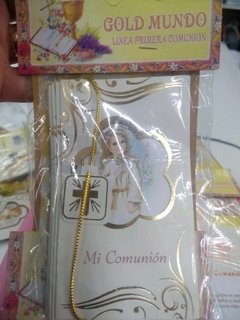 GOLD MUNDO
LINEA PRIMERA COMUNION
Mi Comunión